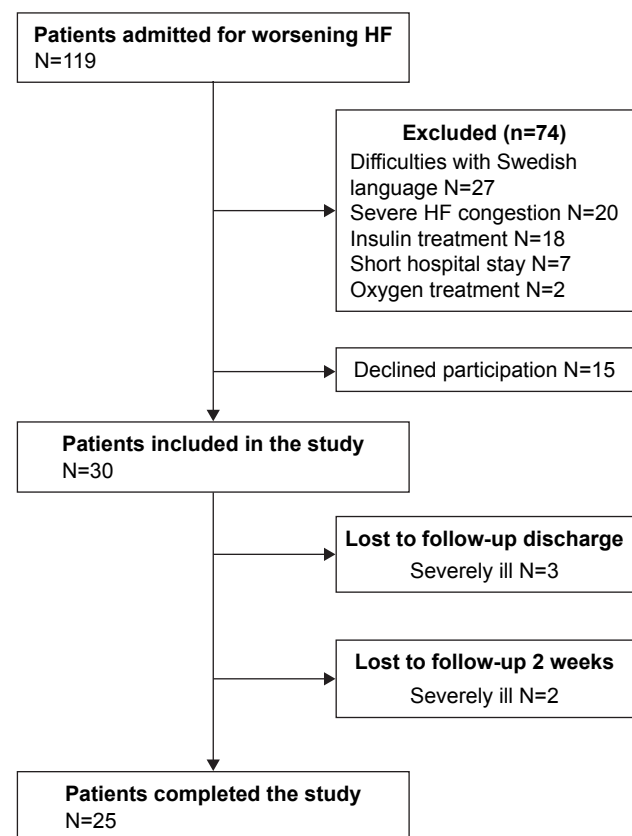 Patients admitted for worsening HF
N=119
Excluded (n=74)
Difficulties with Swedish
language N=27
Severe HF congestion N=20
Insulin treatment N=18
Short hospital stay N=7
Oxygen treatment N=2
Declined participation N=15
Patients included in the study
N=30
Lost to follow-up discharge
Severely ill N=3
Lost to follow-up 2 weeks
Severely ill N=2
Patients completed the study
N=25